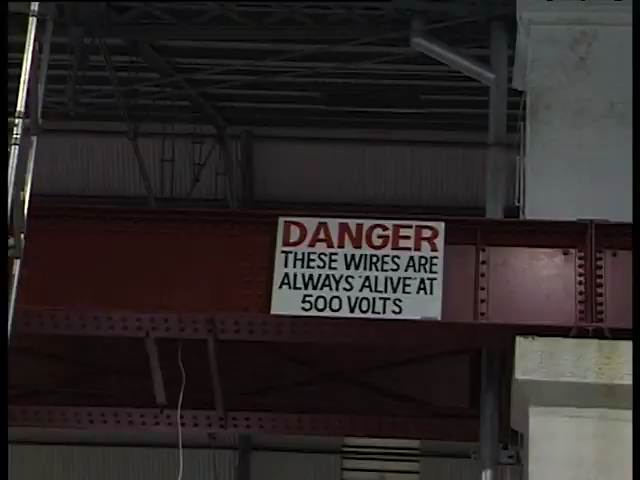 DANGER
THESE WIRES ARE
ALWAYS "ALIVE" AT
500 VOLTS